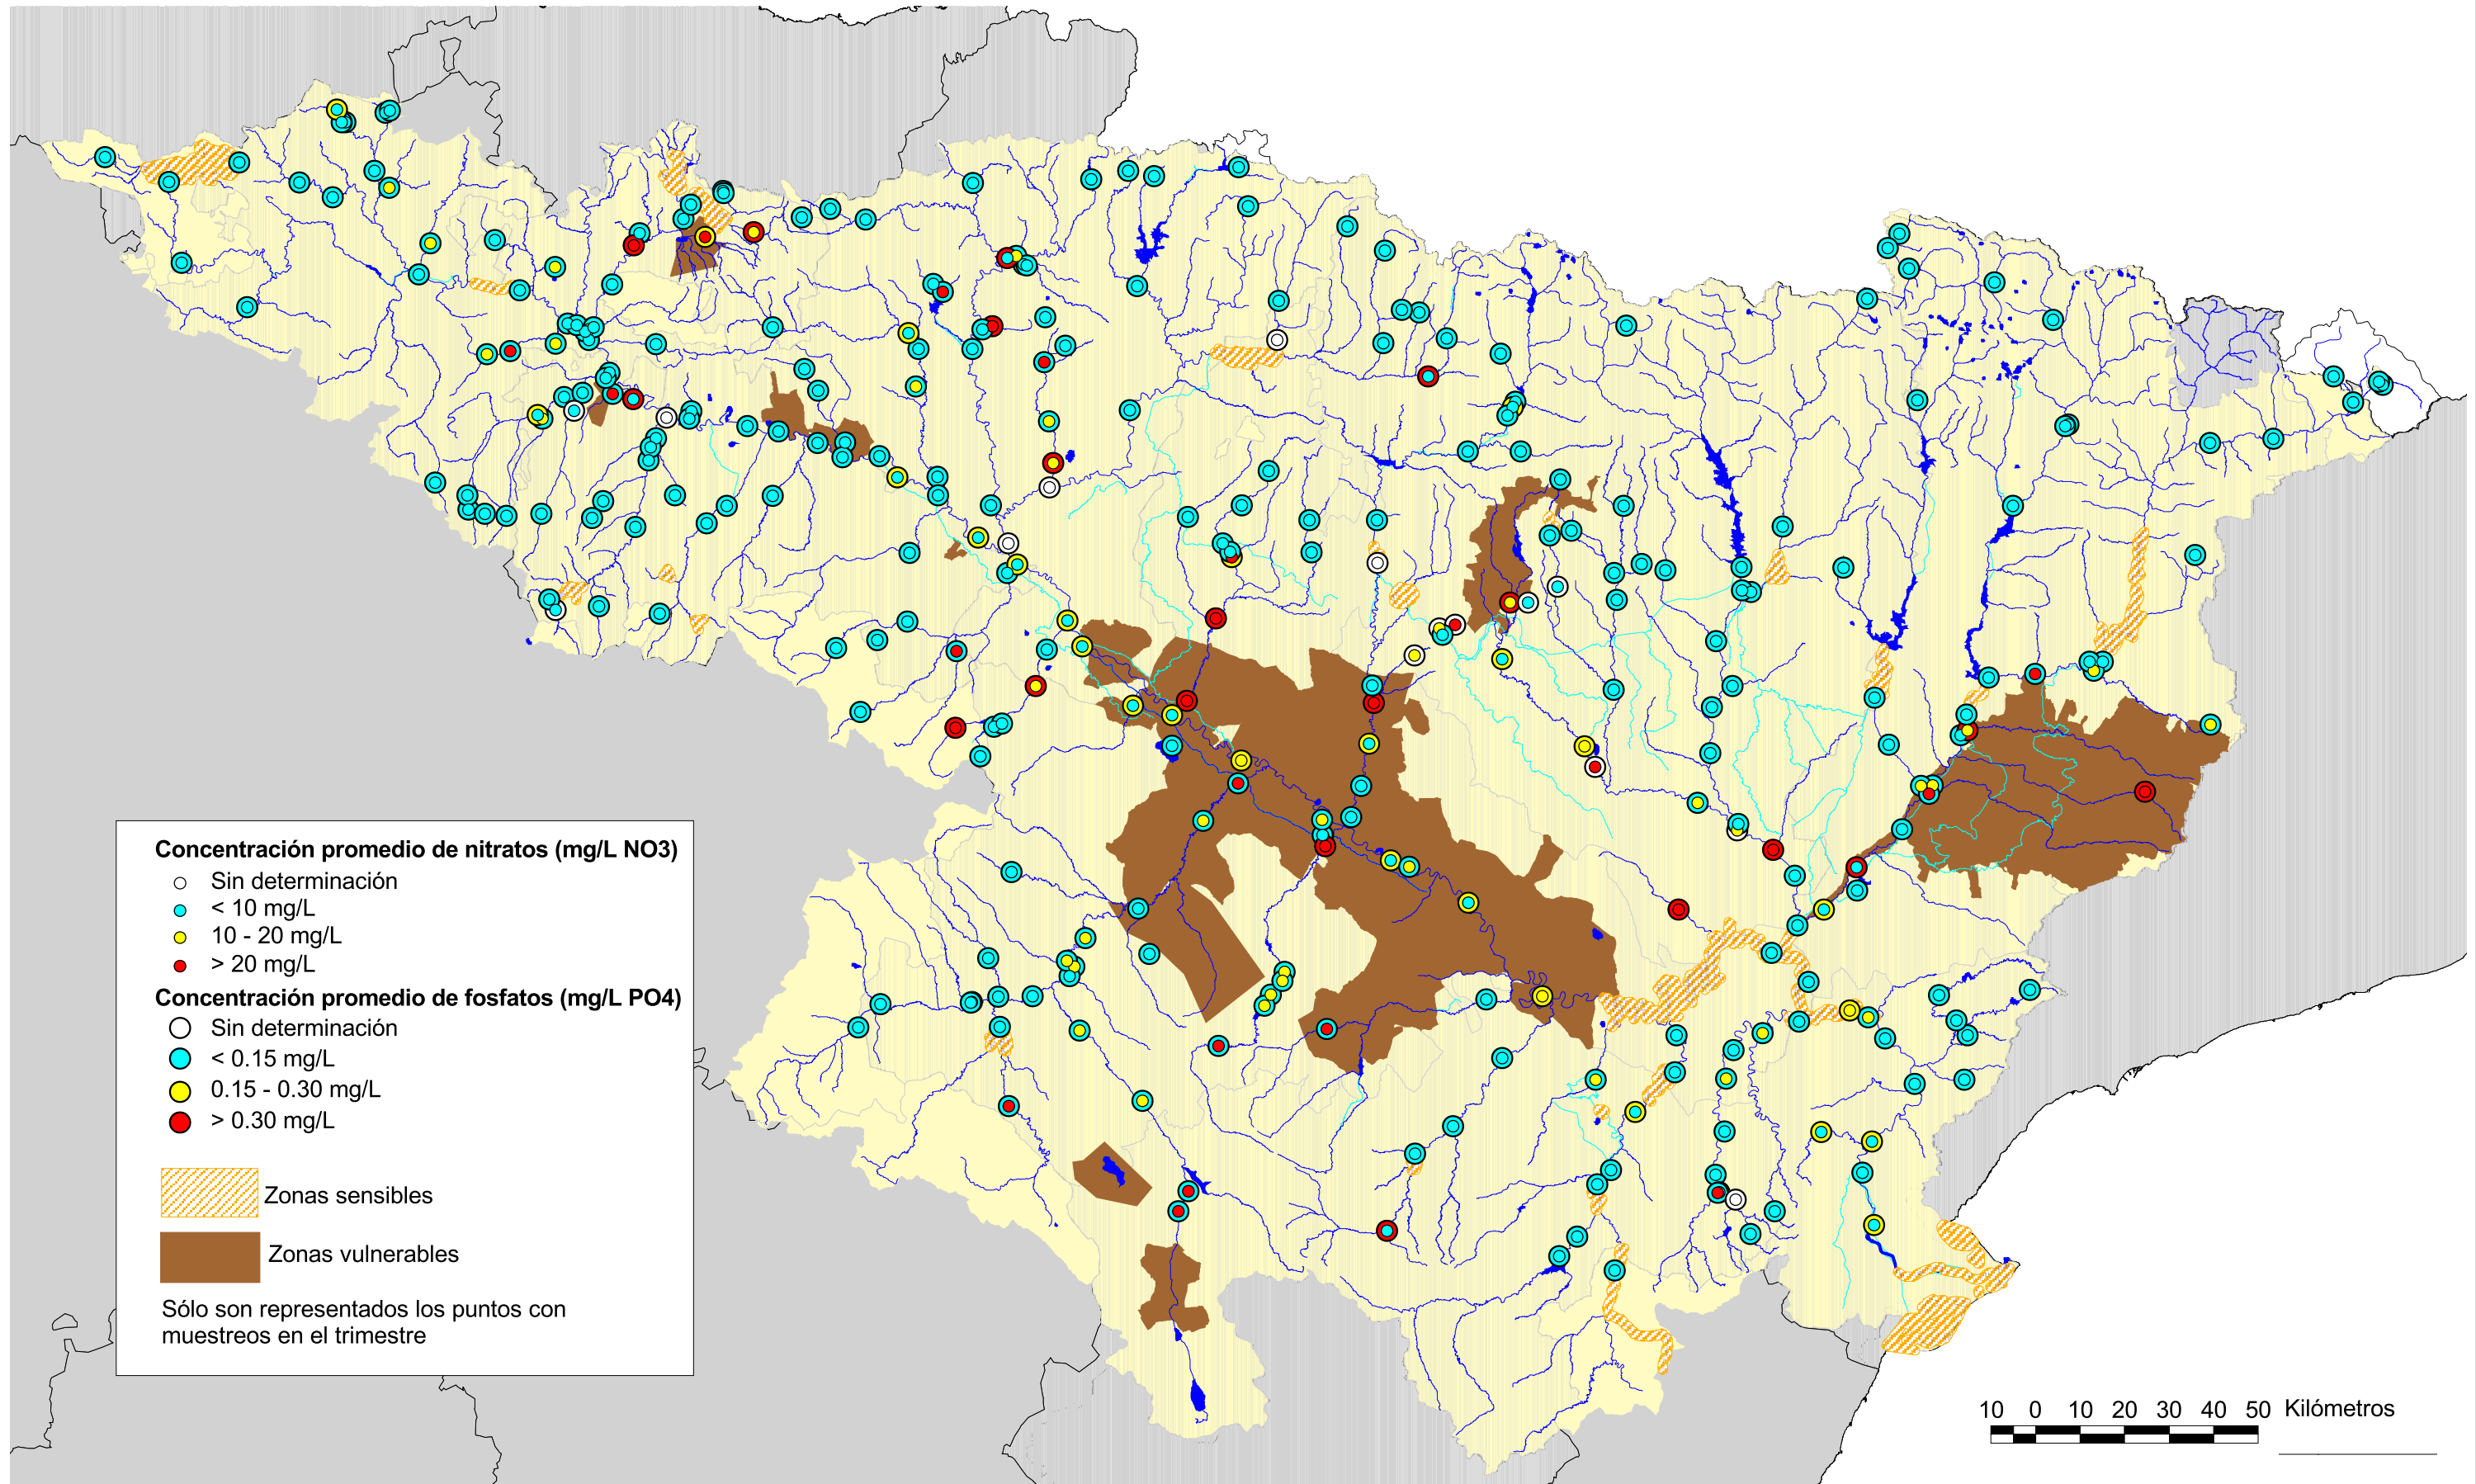 Concentración promedio de nitratos (mg/L NO3)
Sin determinación
< 10 mg/L
10 - 20 mg/L
> 20 mg/L
Concentración promedio de fosfatos (mg/L PO4)
Sin determinación
< 0.15 mg/L
0.15 - 0.30 mg/L
> 0.30 mg/L
Zonas sensibles
Zonas vulnerables
Sólo son representados los puntos con
muestreos en el trimestre
10 0 10 20 30 40 50 Kilómetros